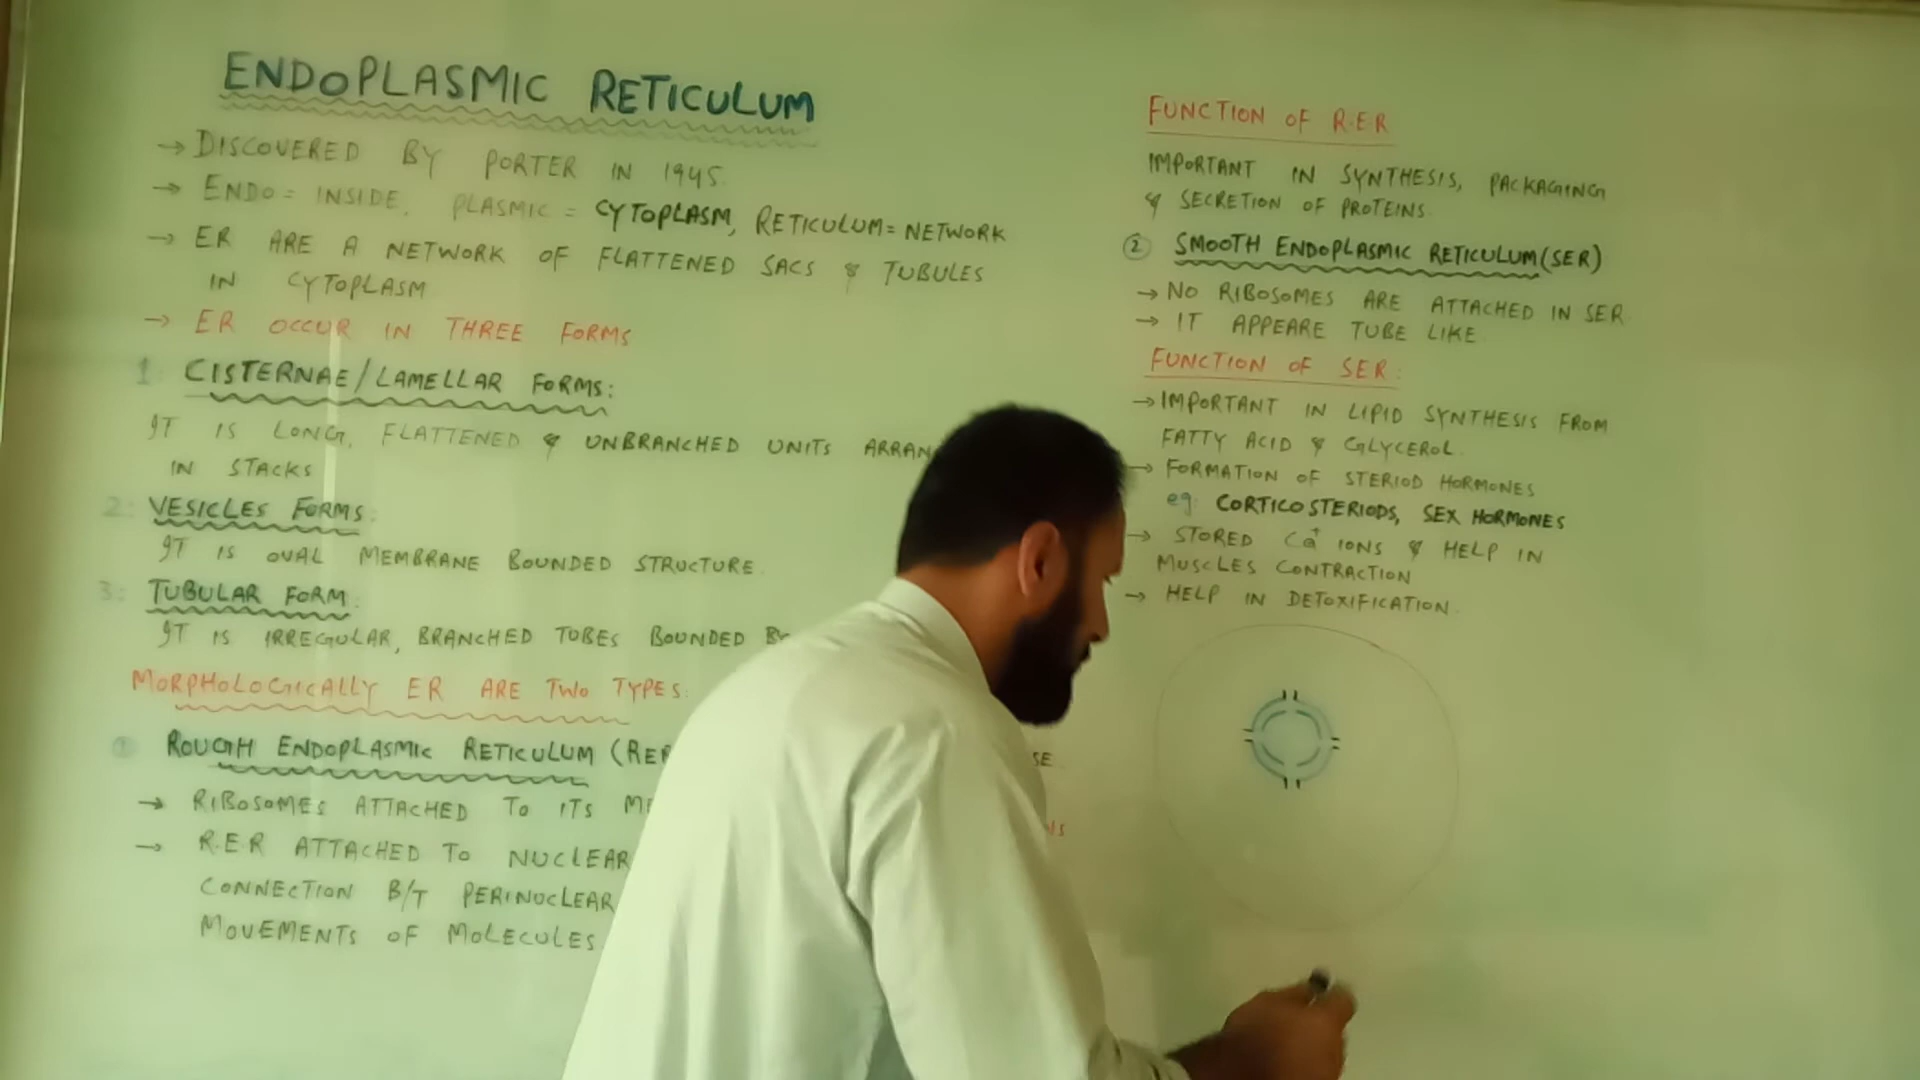 ENDOPLASMIC RETICULUM
→ DISCOVERED BY PORTER IN 1945.
→ ENDO = INSIDE, PLASMIC = CYTOPLASM, RETICULUM = NETWORK
→ ER ARE A NETWORK OF FLATTENED SACS & TUBULES
IN CYTOPLASM
→ ER OCCUR IN THREE FORMS
1: CISTERNAE/LAMELLAR FORMS:
IT IS LONG, FLATTENED & UNBRANCHED UNITS
IN STACKS
2: VESICLES FORMS:
IT IS OVAL MEMBRANE BOUNDED STRUCTURE.
3: TUBULAR FORM:
IT IS IRREGULAR, BRANCHED TUBES BOUNDED BY
MORPHOLOGICALLY ER ARE TWO TYPES:
① ROUGH ENDOPLASMIC RETICULUM (RER
→ RIBOSOMES ATTACHED TO ITS
→ R.E.R ATTACHED TO NUCLEAR
CONNECTION B/T PERINUCLEAR
MOVEMENTS OF MOLECULES
FUNCTION OF R.E.R
IMPORTANT IN SYNTHESIS, PACKAGING
& SECRETION OF PROTEINS.
② SMOOTH ENDOPLASMIC RETICULUM (SER)
→ NO RIBOSOMES ARE ATTACHED IN SER
→ IT APPEARE TUBE LIKE
FUNCTION OF SER:
→ IMPORTANT IN LIPID SYNTHESIS FROM
FATTY ACID & GLYCEROL.
→ FORMATION OF STERIOD HORMONES
eg: CORTICOSTERIODS, SEX HORMONES
→ STORED Ca⁺ IONS & HELP IN
MUSCLES CONTRACTION
→ HELP IN DETOXIFICATION.